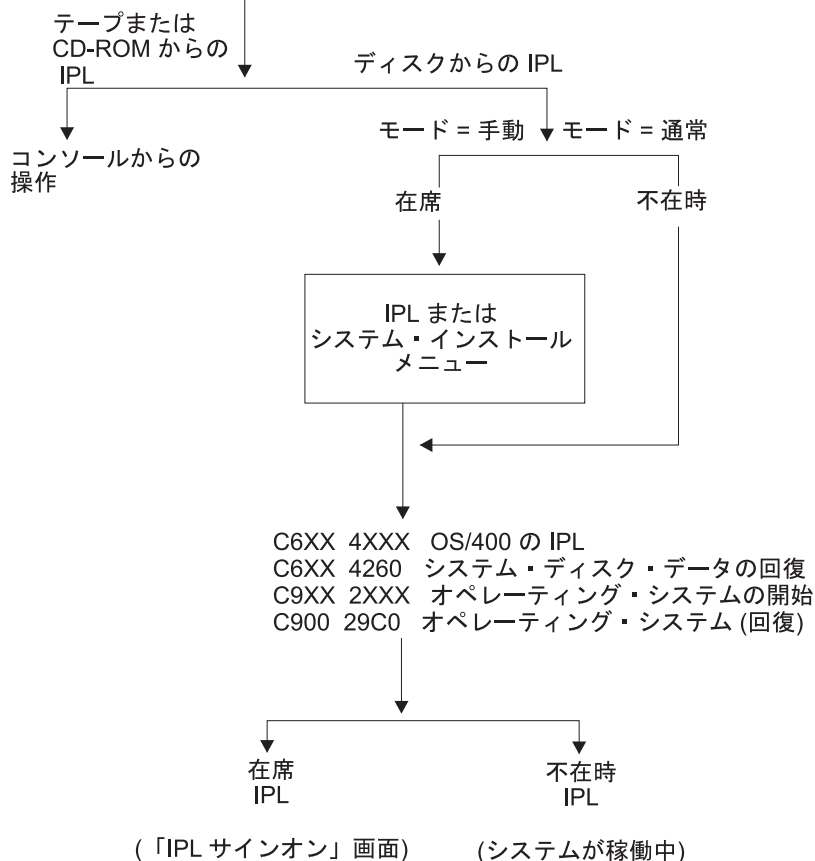 テープまたは
CD-ROM からの
IPL
ディスクからの IPL
コンソールからの
操作
モード = 手動
モード = 通常
在席
不在時
IPL または
システム・インストール
メニュー
C6XX 4XXX OS/400 の IPL
C6XX 4260 システム・ディスク・データの回復
C9XX 2XXX オペレーティング・システムの開始
C900 29C0 オペレーティング・システム (回復)
在席
IPL
不在時
IPL
(「IPL サインオン」画面)
(システムが稼働中)